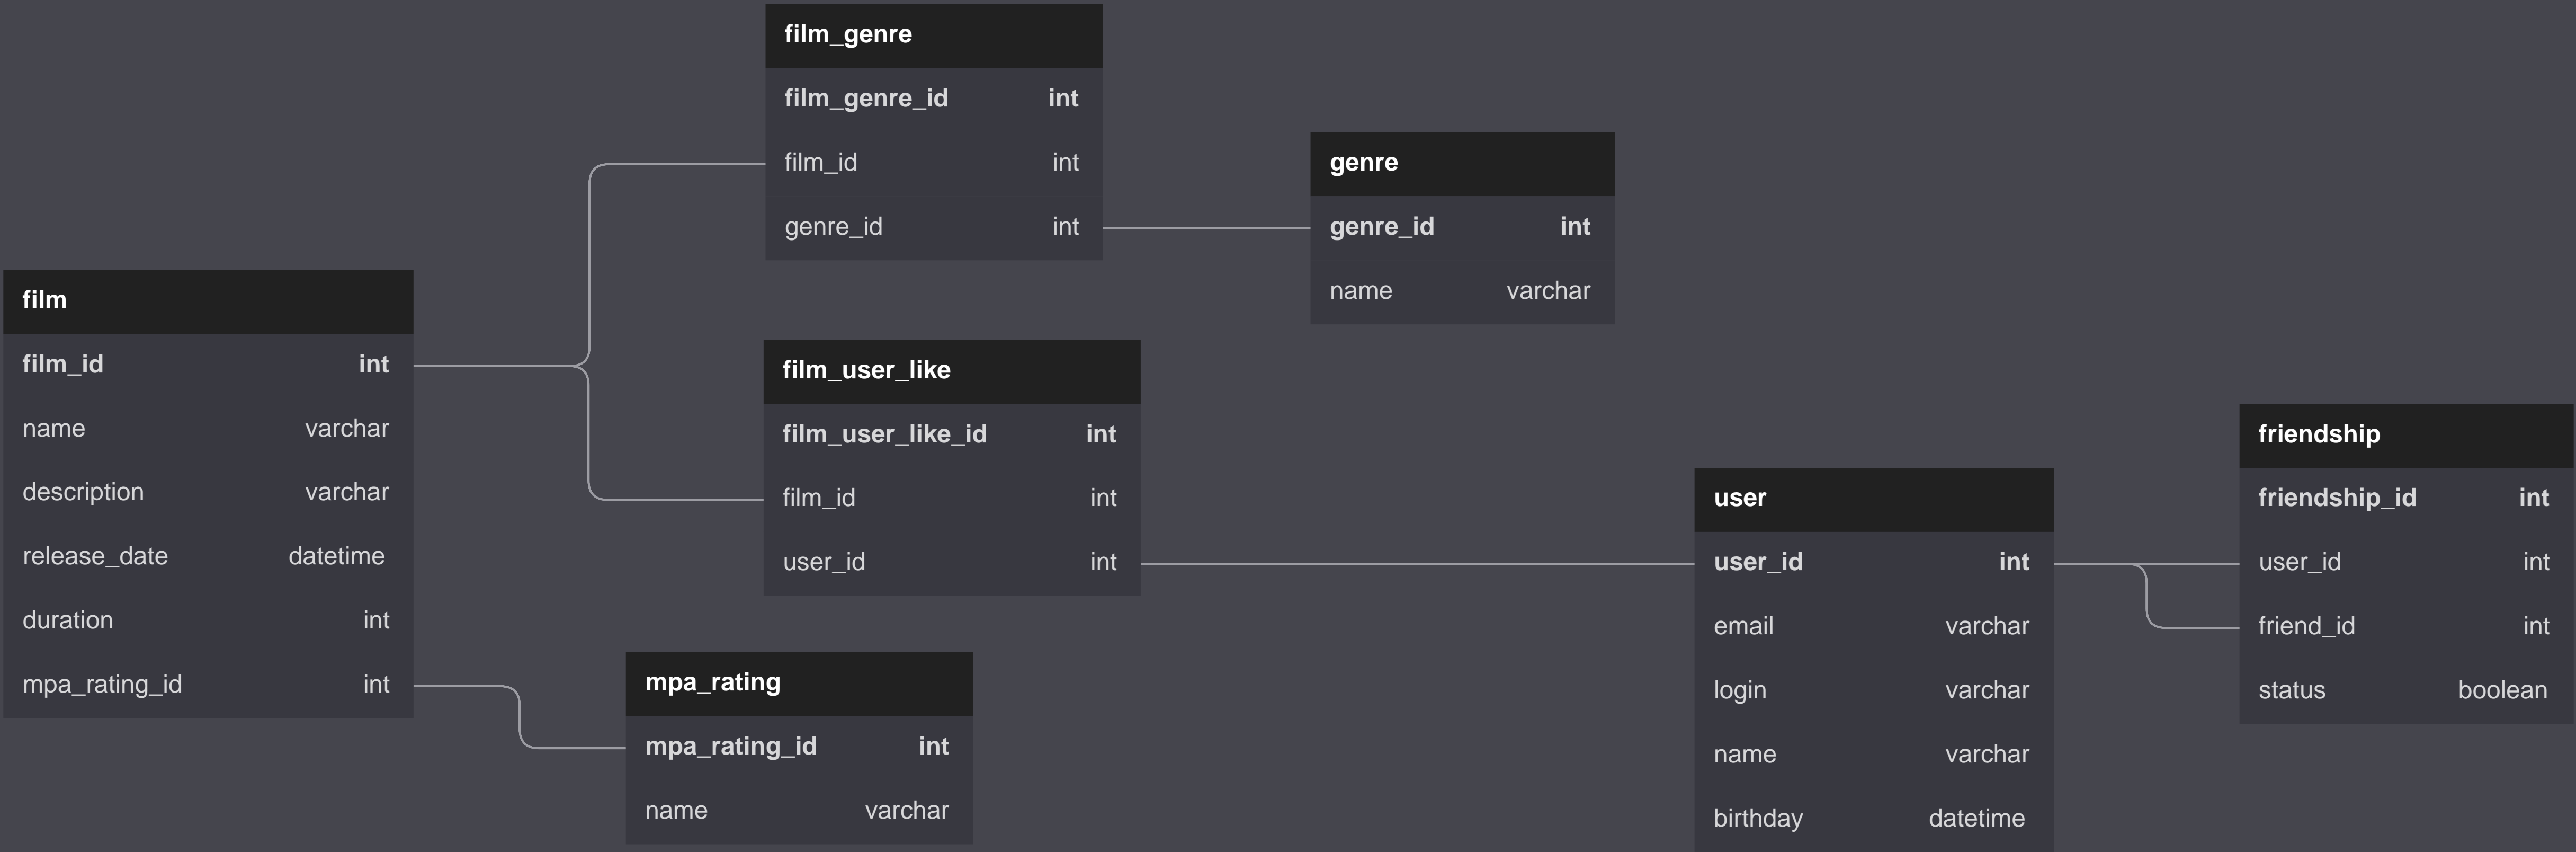 film_genre
film_genre_id int
film_id int
genre_id int
genre
genre_id int
name varchar
film
film_id int
name varchar
description varchar
release_date datetime
duration int
mpa_rating_id int
film_user_like
film_user_like_id int
film_id int
user_id int
mpa_rating
mpa_rating_id int
name varchar
user
user_id int
email varchar
login varchar
name varchar
birthday datetime
friendship
friendship_id int
user_id int
friend_id int
status boolean